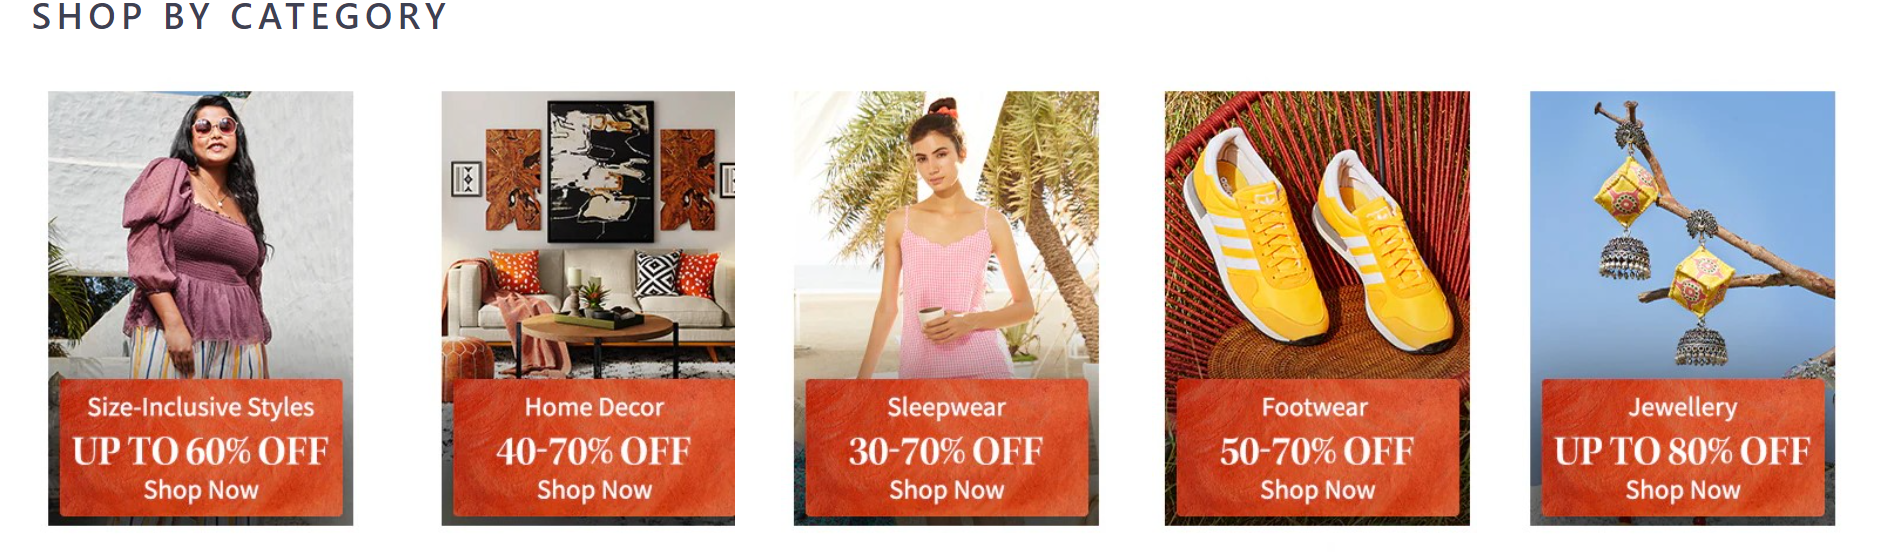 SHOP BY CATEGORY
Size-Inclusive Styles
UP TO 60% OFF
Shop Now
Home Decor
40-70% OFF
Shop Now
Sleepwear
30-70% OFF
Shop Now
Footwear
50-70% OFF
Shop Now
Jewellery
UP TO 80% OFF
Shop Now